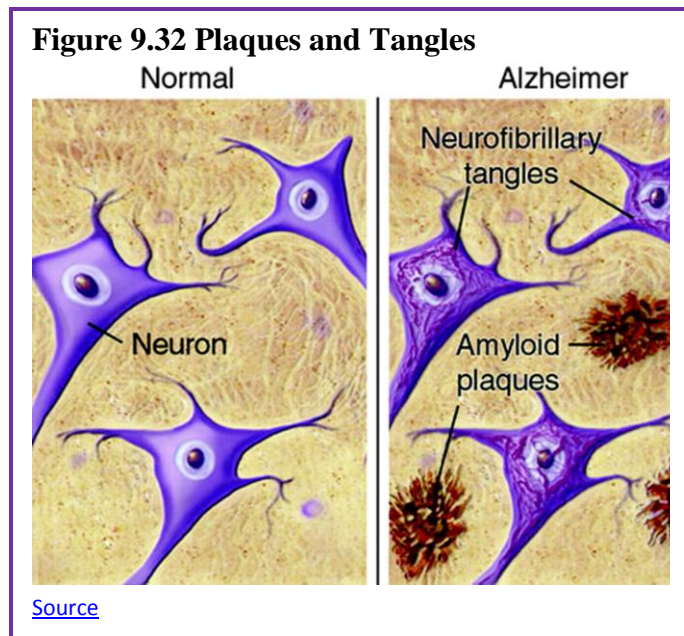 Figure 9.32 Plaques and Tangles
Normal
Alzheimer
Neurofibrillary
tangles
Neuron
Amyloid
plaques
Source